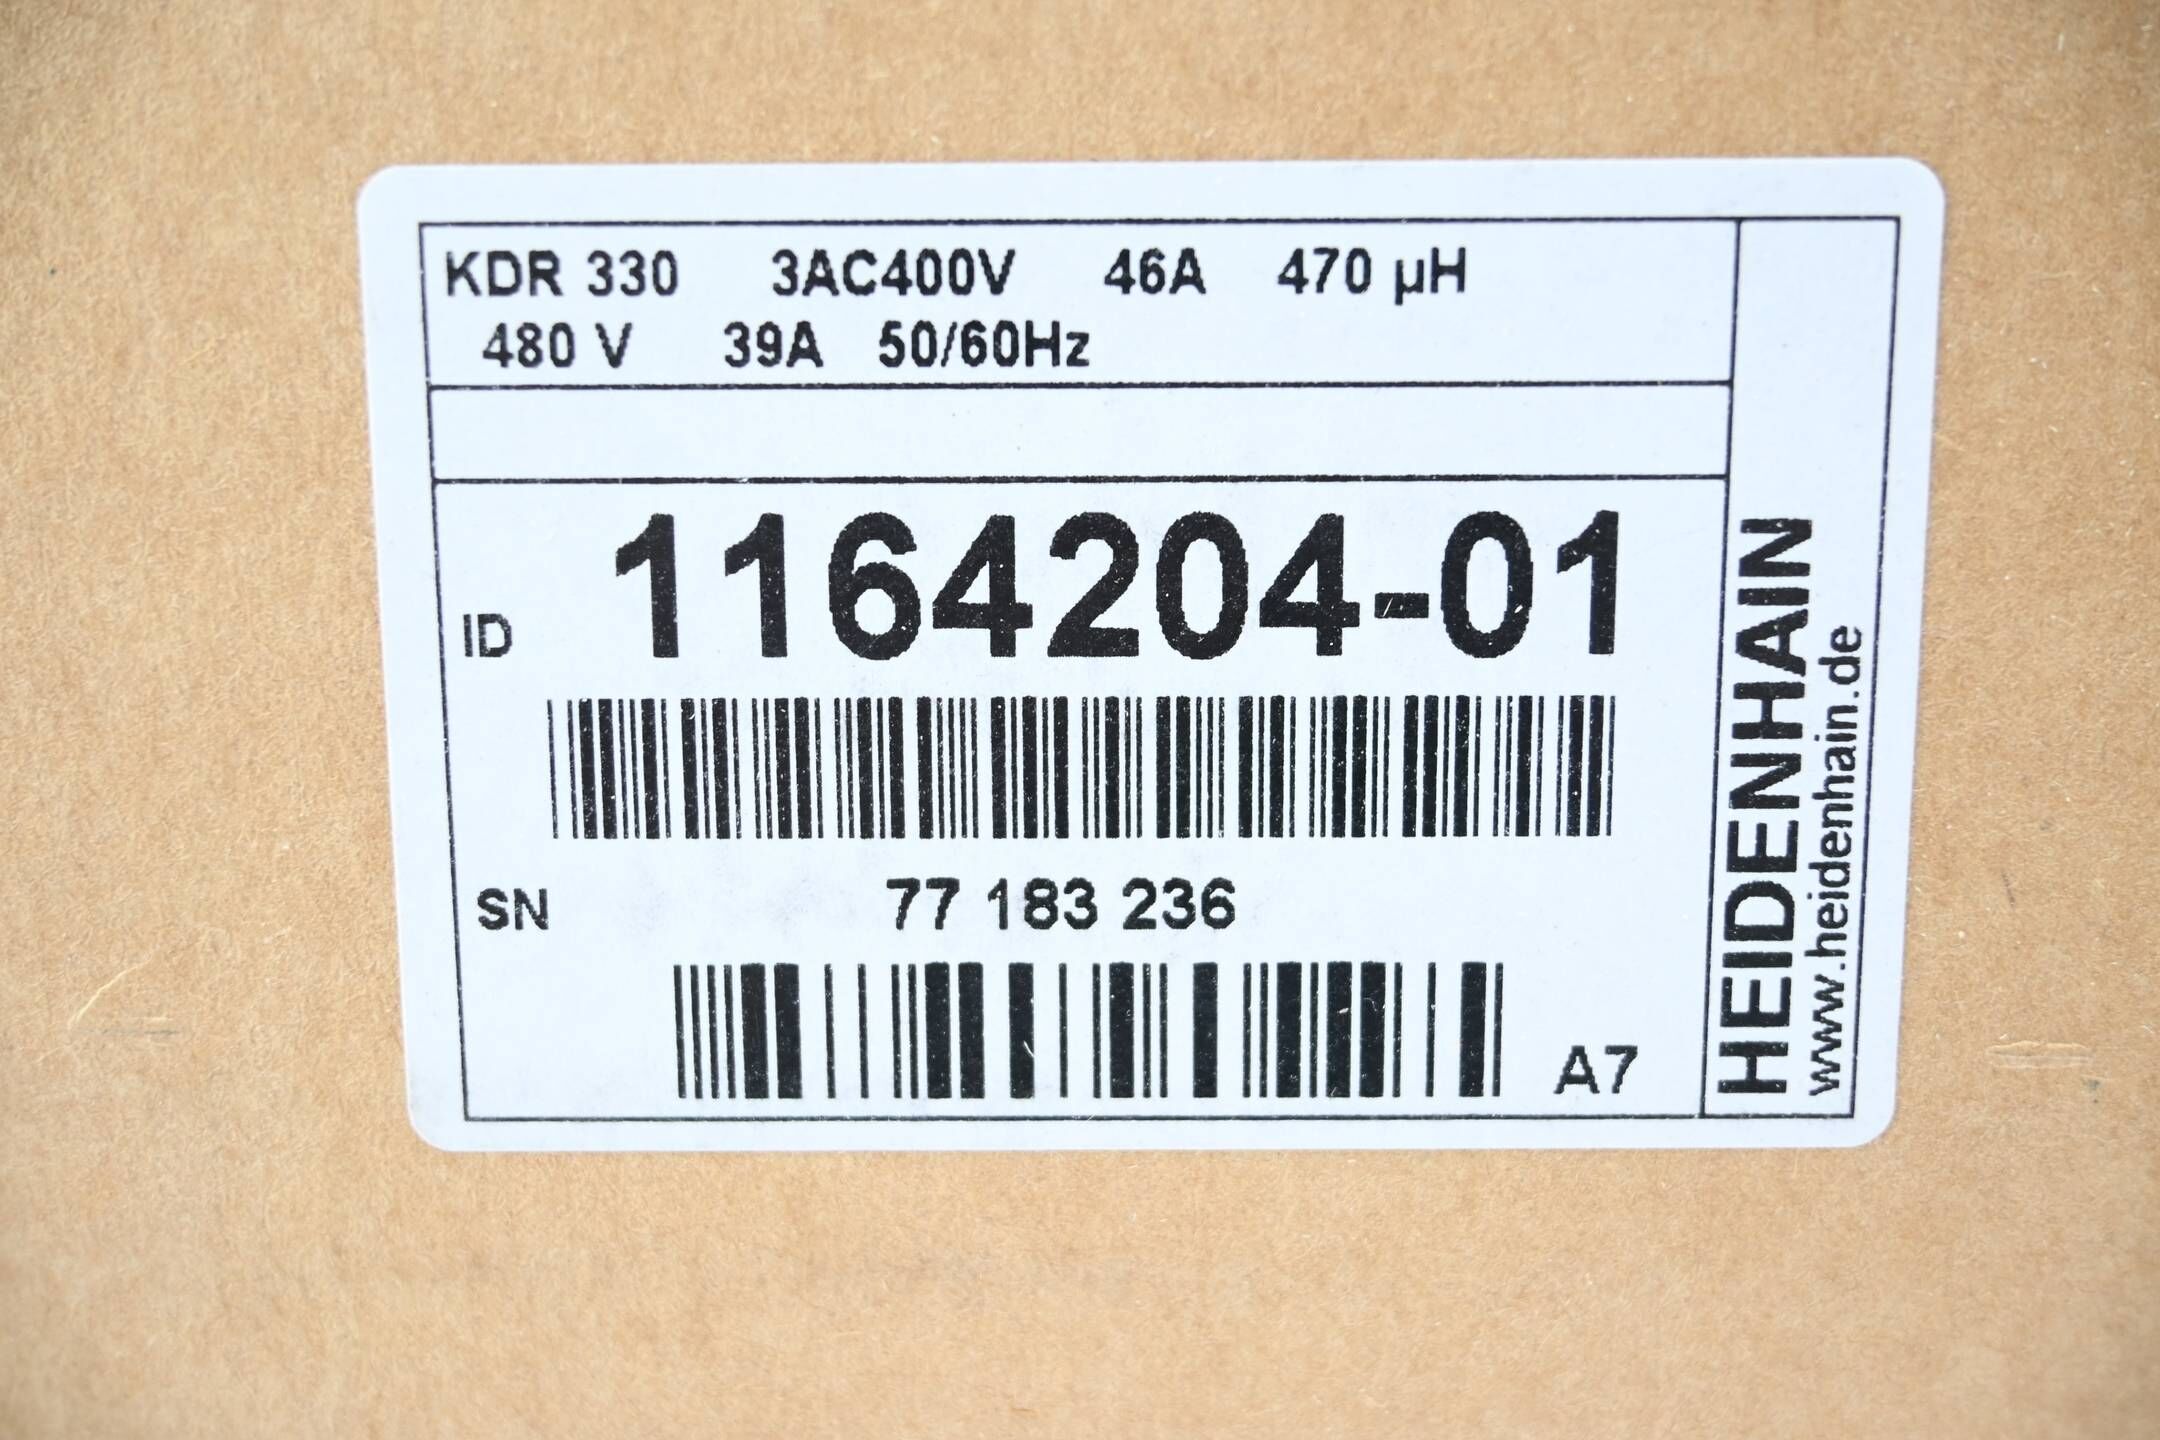 KDR 330 3AC400V 46A 470 µH
480 V 39A 50/60Hz
ID 1164204-01
SN 77 183 236
A7
HEIDENHAIN
www.heidenhain.de